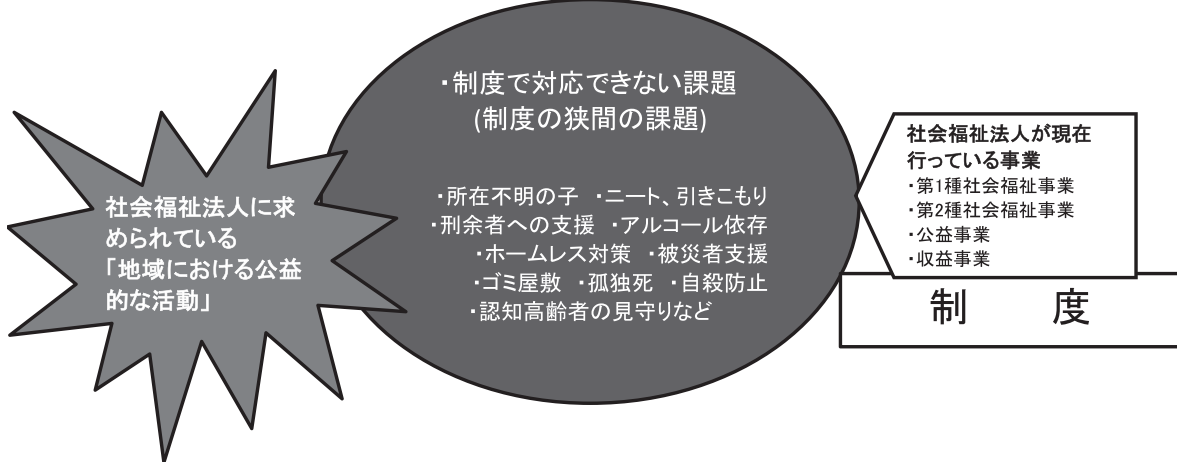 ・制度で対応できない課題
(制度の狭間の課題)
・所在不明の子 ・ニート、引きこもり
・刑余者への支援 ・アルコール依存
・ホームレス対策 ・被災者支援
・ゴミ屋敷 ・孤独死 ・自殺防止
・認知高齢者の見守りなど
社会福祉法人に求
められている
「地域における公益
的な活動」
社会福祉法人が現在
行っている事業
・第1種社会福祉事業
・第2種社会福祉事業
・公益事業
・収益事業
制 度